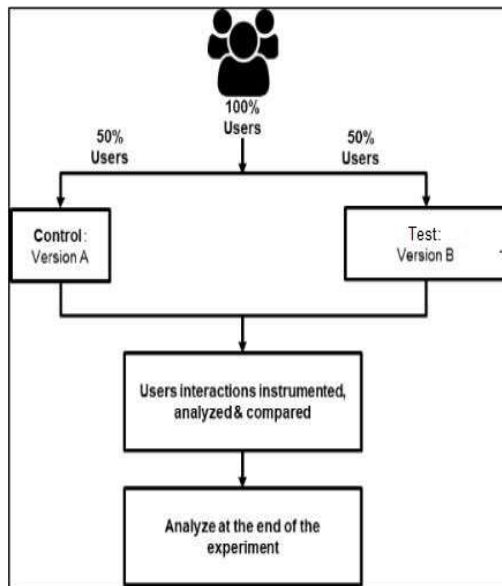 100%
Users
50%
Users
50%
Users
Control:
Version A
Test:
Version B
Users interactions instrumented,
analyzed & compared
Analyze at the end of the
experiment